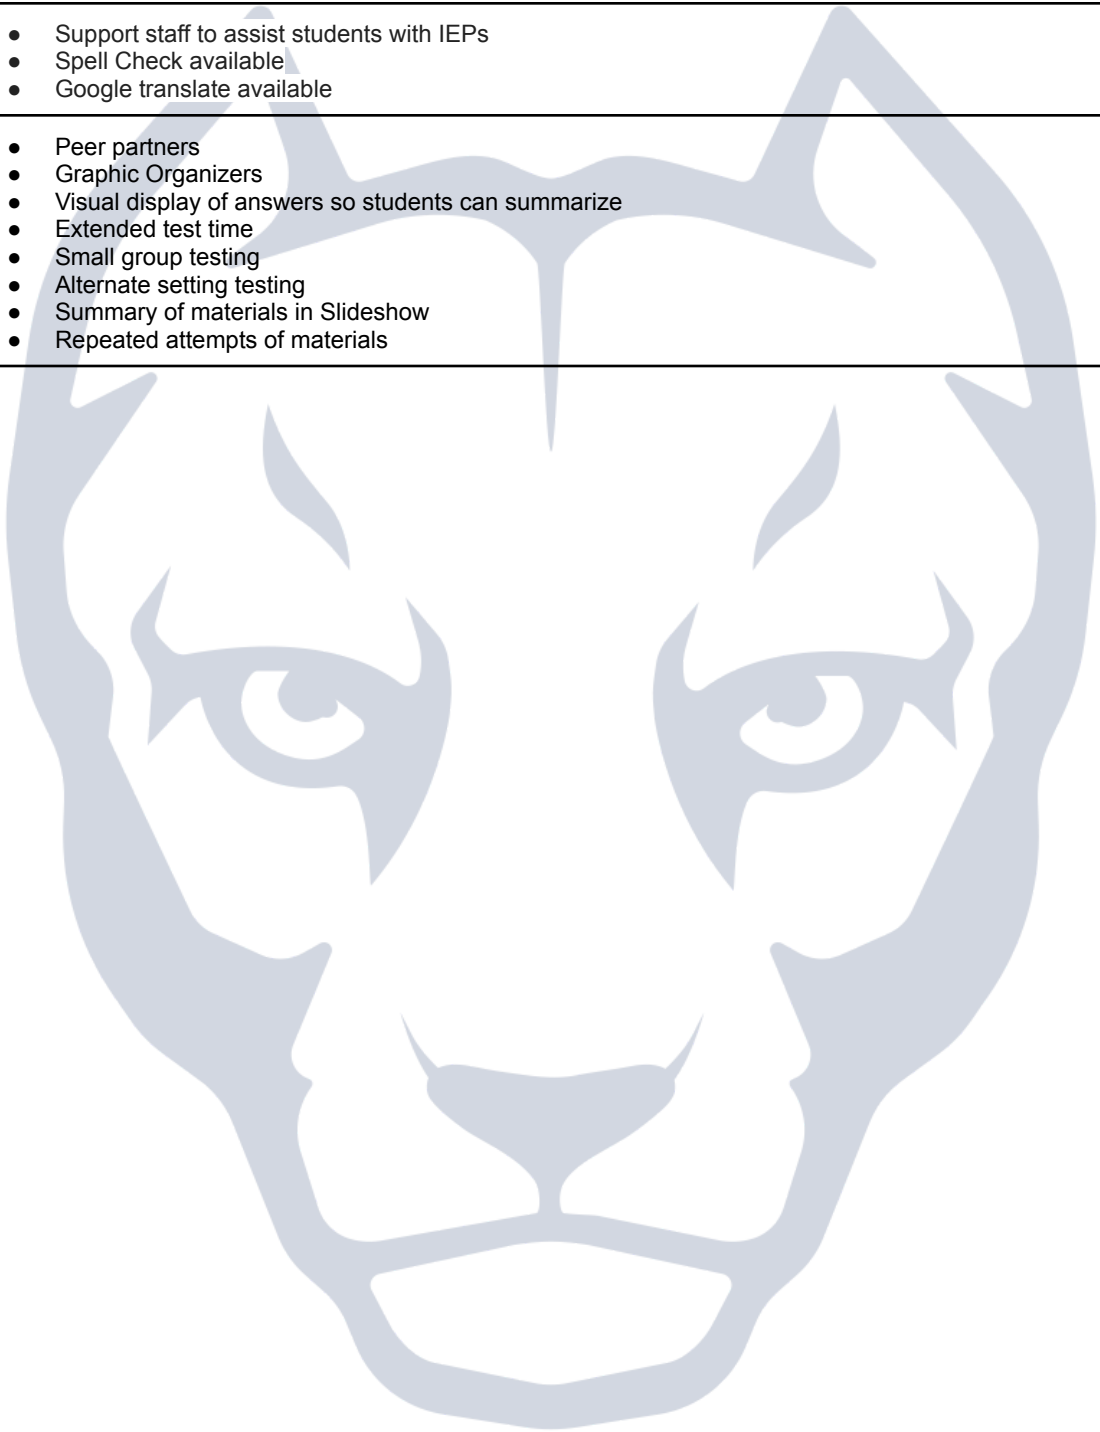 ● Support staff to assist students with IEPs
● Spell Check available
● Google translate available
● Peer partners
● Graphic Organizers
● Visual display of answers so students can summarize
● Extended test time
● Small group testing
● Alternate setting testing
● Summary of materials in Slideshow
● Repeated attempts of materials